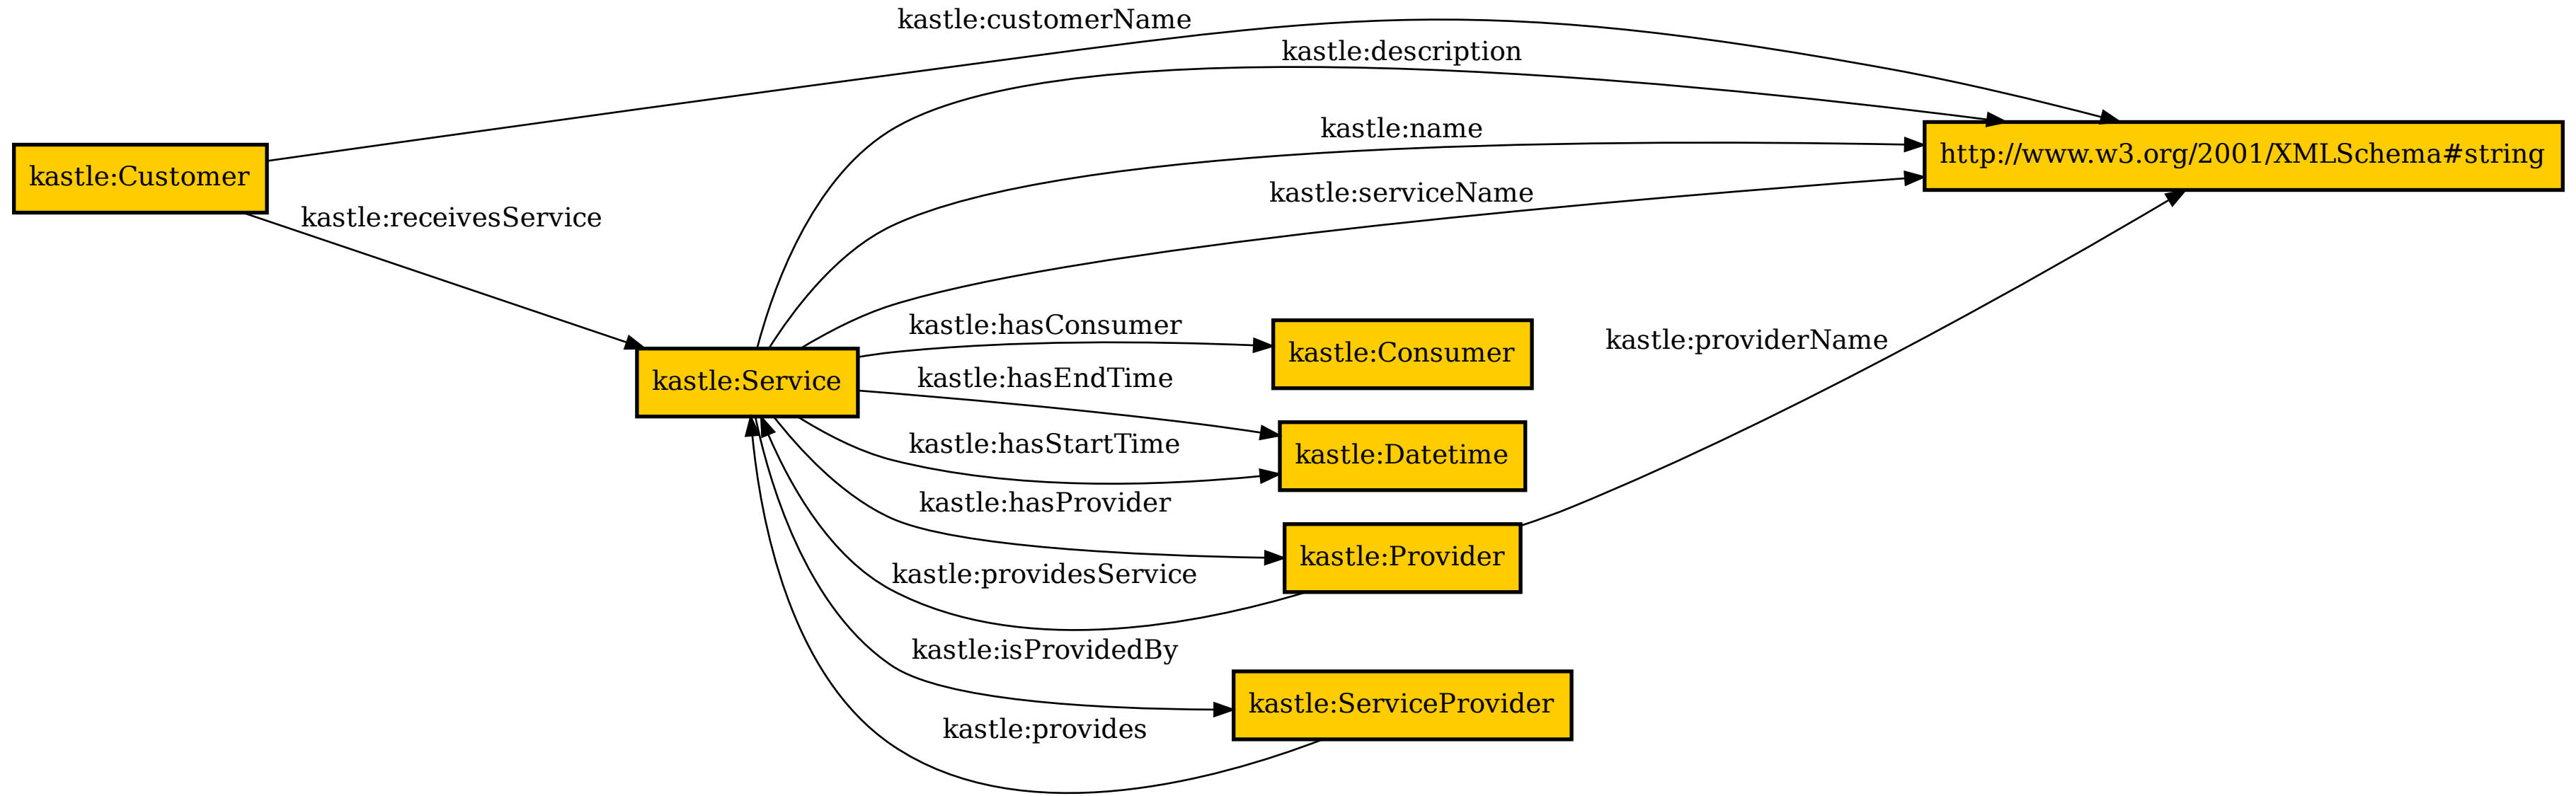 kastle:customerName
kastle:description
kastle:name
http://www.w3.org/2001/XMLSchema#string
kastle:Customer
kastle:serviceName
kastle:receivesService
kastle:hasConsumer
kastle:providerName
kastle:Consumer
kastle:Service
kastle:hasEndTime
kastle:hasStartTime
kastle:Datetime
kastle:hasProvider
kastle:Provider
kastle:providesService
kastle:isProvidedBy
kastle:ServiceProvider
kastle:provides